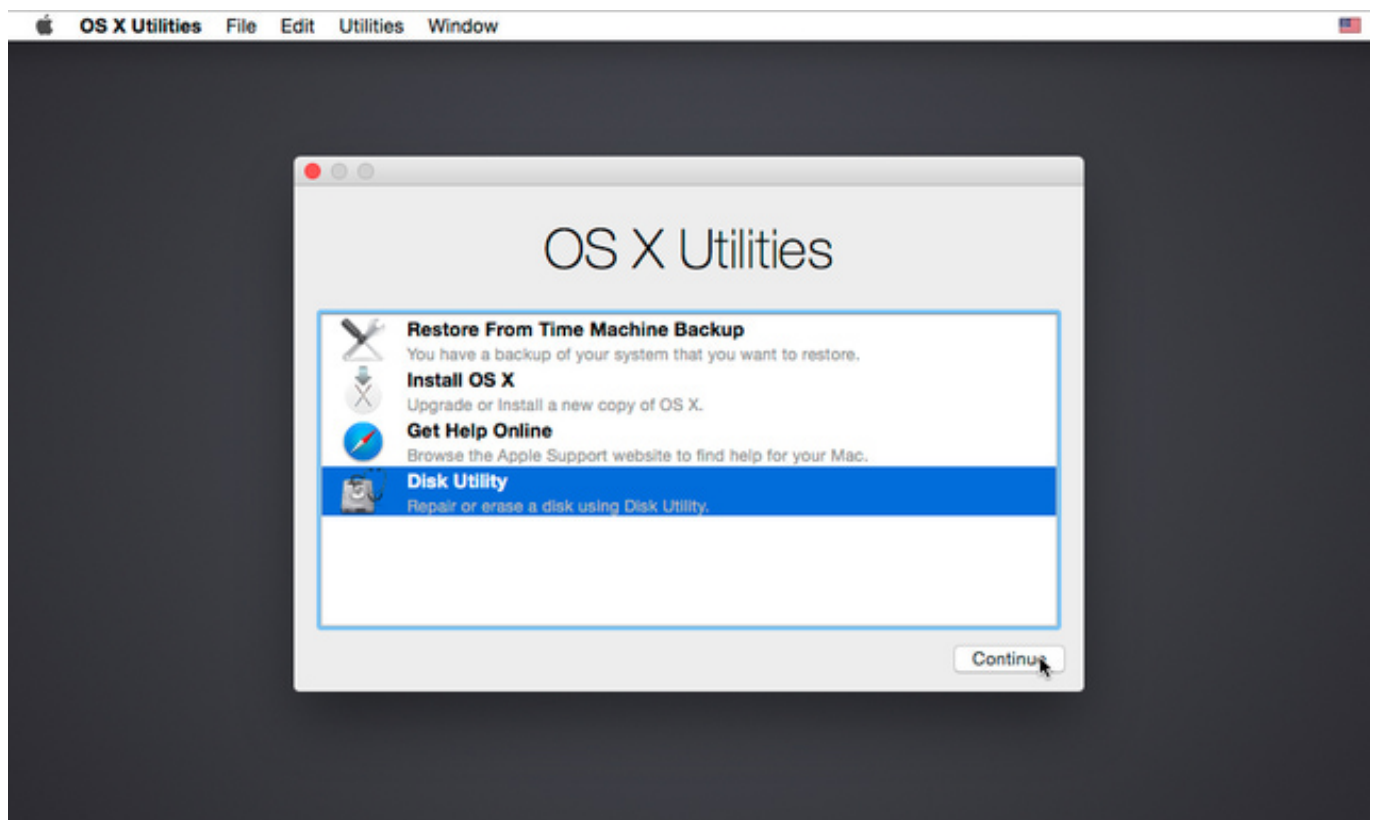 OS X Utilities File Edit Utilities Window
OS X Utilities
Restore From Time Machine Backup
You have a backup of your system that you want to restore.
Install OS X
Upgrade or Install a new copy of OS X.
Get Help Online
Browse the Apple Support website to find help for your Mac.
Disk Utility
Repair or erase a disk using Disk Utility.
Continue